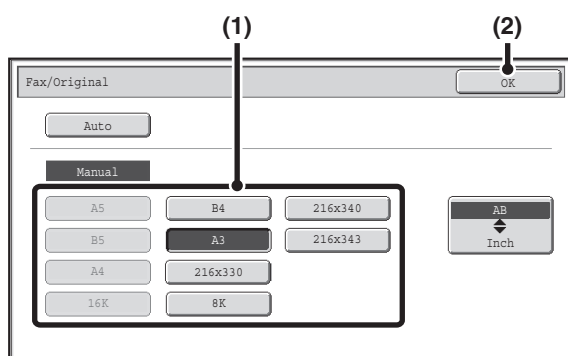 (1) (2)
Fax/Original OK
Auto
Manual
A5 B4 216x340 AB
B5 A3 216x343 Inch
A4 216x330
16K 8K